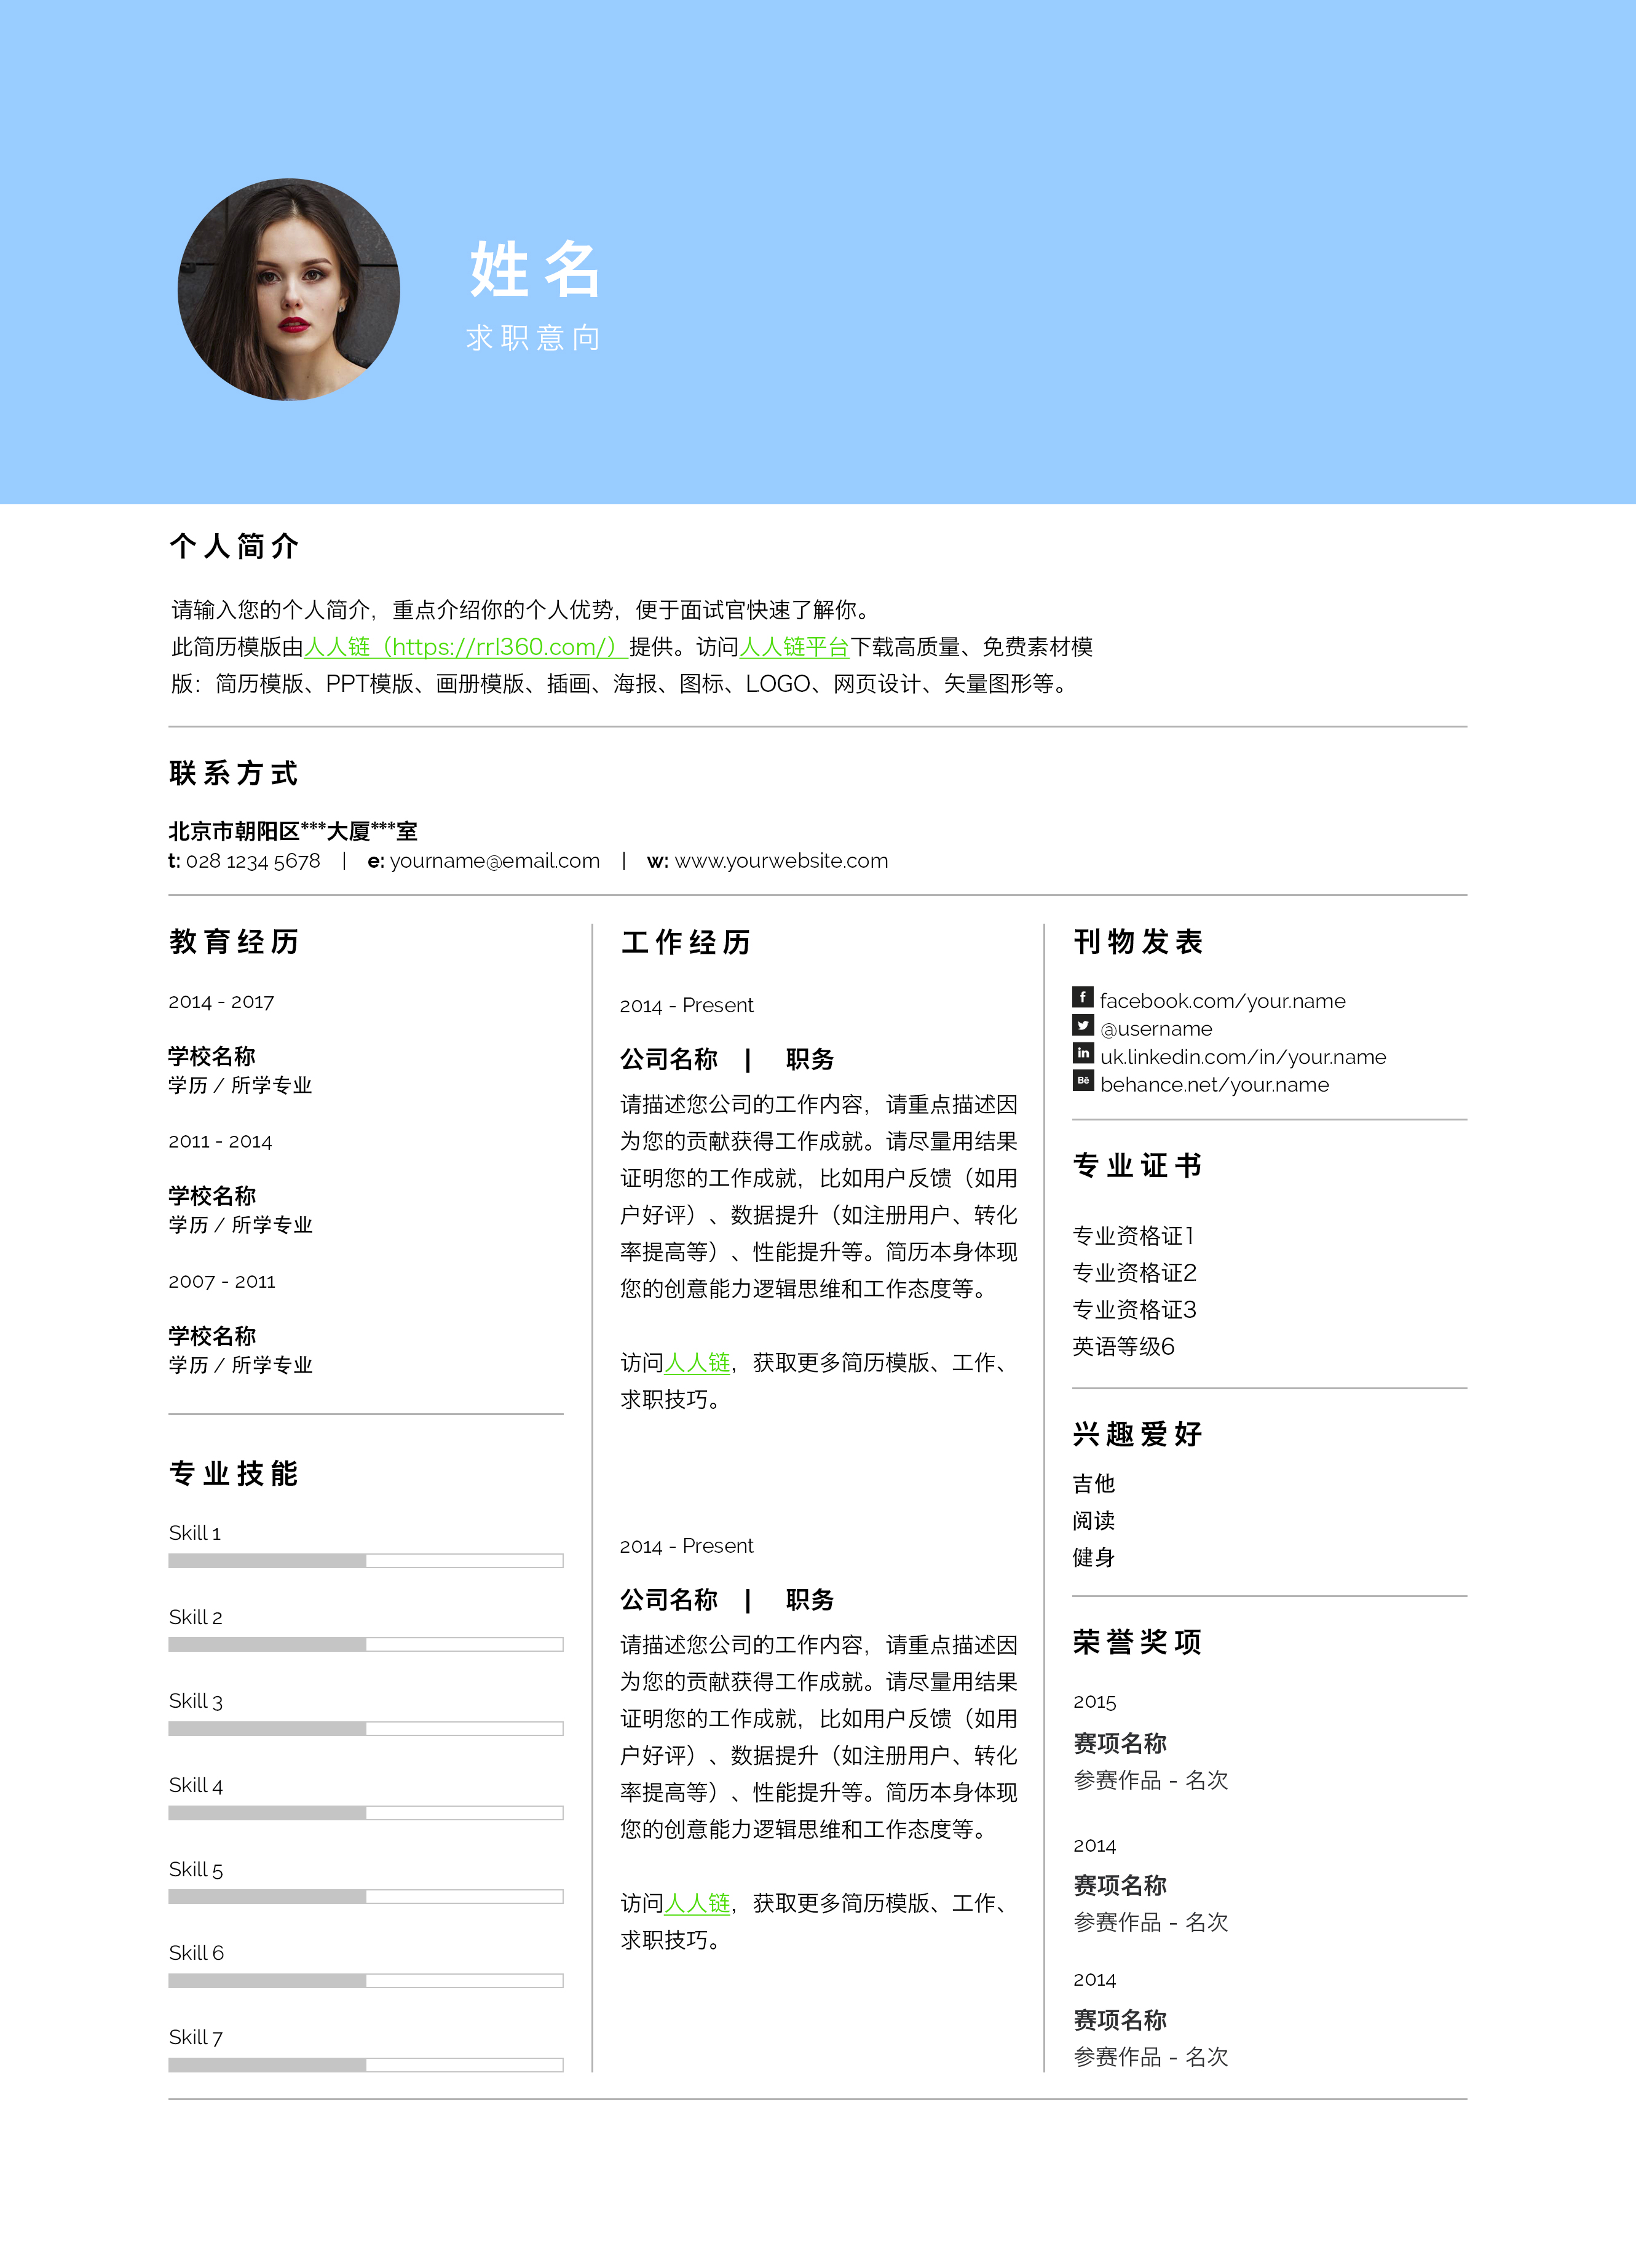 姓名
求职意向
个人简介
请输入您的个人简介，重点介绍你的个人优势，便于面试官快速了解你。
此简历模版由人人链（https://rrl360.com/）提供。访问人人链平台下载高质量、免费素材模
版：简历模版、PPT模版、画册模版、插画、海报、图标、LOGO、网页设计、矢量图形等。
联系方式
北京市朝阳区***大厦***室
t: 028 1234 5678 | e: yourname@email.com | w: www.yourwebsite.com
教育经历
2014 - 2017
学校名称
学历 / 所学专业
2011 - 2014
学校名称
学历 / 所学专业
2007 - 2011
学校名称
学历 / 所学专业
专业技能
Skill 1
Skill 2
Skill 3
Skill 4
Skill 5
Skill 6
Skill 7
工作经历
2014 - Present
公司名称 | 职务
请描述您公司的工作内容，请重点描述因
为您的贡献获得工作成就。请尽量用结果
证明您的工作成就，比如用户反馈（如用
户好评）、数据提升（如注册用户、转化
率提高等）、性能提升等。简历本身体现
您的创意能力逻辑思维和工作态度等。
访问人人链，获取更多简历模版、工作、
求职技巧。
2014 - Present
公司名称 | 职务
请描述您公司的工作内容，请重点描述因
为您的贡献获得工作成就。请尽量用结果
证明您的工作成就，比如用户反馈（如用
户好评）、数据提升（如注册用户、转化
率提高等）、性能提升等。简历本身体现
您的创意能力逻辑思维和工作态度等。
访问人人链，获取更多简历模版、工作、
求职技巧。
刊物发表
f facebook.com/your.name
@username
in uk.linkedin.com/in/your.name
Bē behance.net/your.name
专业证书
专业资格证1
专业资格证2
专业资格证3
英语等级6
兴趣爱好
吉他
阅读
健身
荣誉奖项
2015
赛项名称
参赛作品 - 名次
2014
赛项名称
参赛作品 - 名次
2014
赛项名称
参赛作品 - 名次